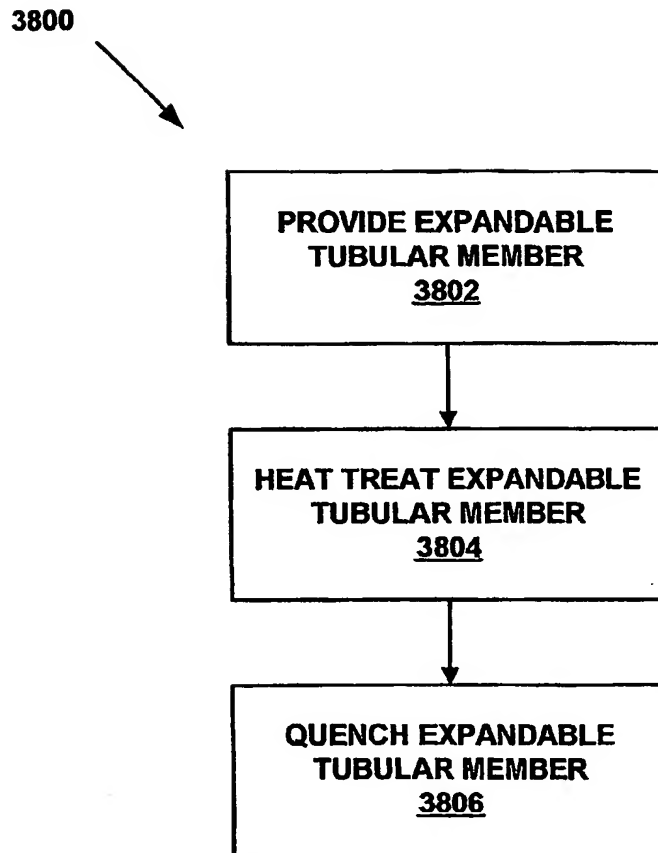 3800
PROVIDE EXPANDABLE
TUBULAR MEMBER
3802
HEAT TREAT EXPANDABLE
TUBULAR MEMBER
3804
QUENCH EXPANDABLE
TUBULAR MEMBER
3806